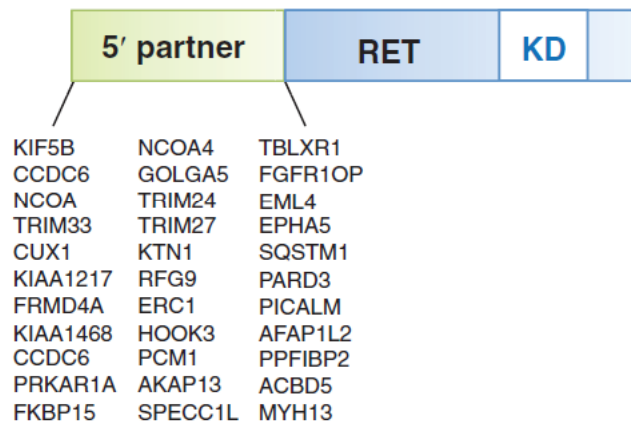 5′ partner RET KD
KIF5B NCOA4 TBLXR1
CCDC6 GOLGA5 FGFR1OP
NCOA TRIM24 EML4
TRIM33 TRIM27 EPHA5
CUX1 KTN1 SQSTM1
KIAA1217 RFG9 PARD3
FRMD4A ERC1 PICALM
KIAA1468 HOOK3 AFAP1L2
CCDC6 PCM1 PPFIBP2
PRKAR1A AKAP13 ACBD5
FKBP15 SPECC1L MYH13